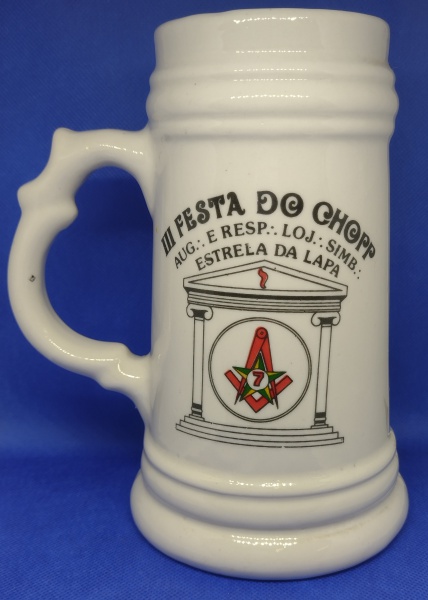 III FESTA DO CHOPP
AUG∴ E RESP∴ LOJ∴ SIMB∴
ESTRELA DA LAPA
7